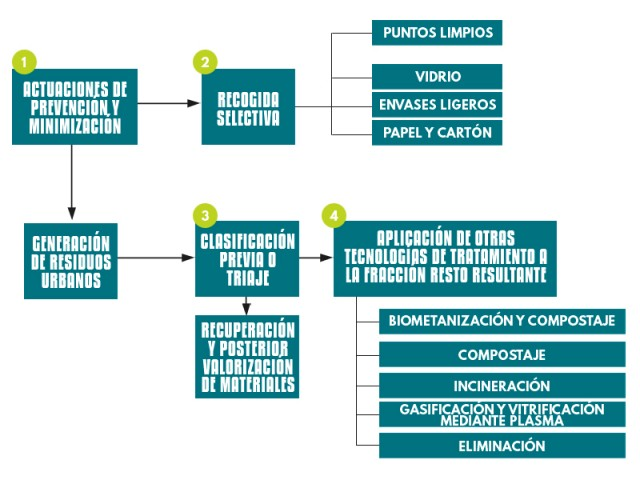 1
ACTUACIONES DE
PREVENCIÓN Y
MINIMIZACIÓN
2
RECOGIDA
SELECTIVA
PUNTOS LIMPIOS
VIDRIO
ENVASES LIGEROS
PAPEL Y CARTÓN
GENERACIÓN
DE RESIDUOS
URBANOS
3
CLASIFICACIÓN
PREVIA O
TRIAJE
RECUPERACIÓN
Y POSTERIOR
VALORIZACIÓN
DE MATERIALES
4
APLICACIÓN DE OTRAS
TECNOLOGÍAS DE TRATAMIENTO A
LA FRACCIÓN RESTO RESULTANTE
BIOMETANIZACIÓN Y COMPOSTAJE
COMPOSTAJE
INCINERACIÓN
GASIFICACIÓN Y VITRIFICACIÓN
MEDIANTE PLASMA
ELIMINACIÓN